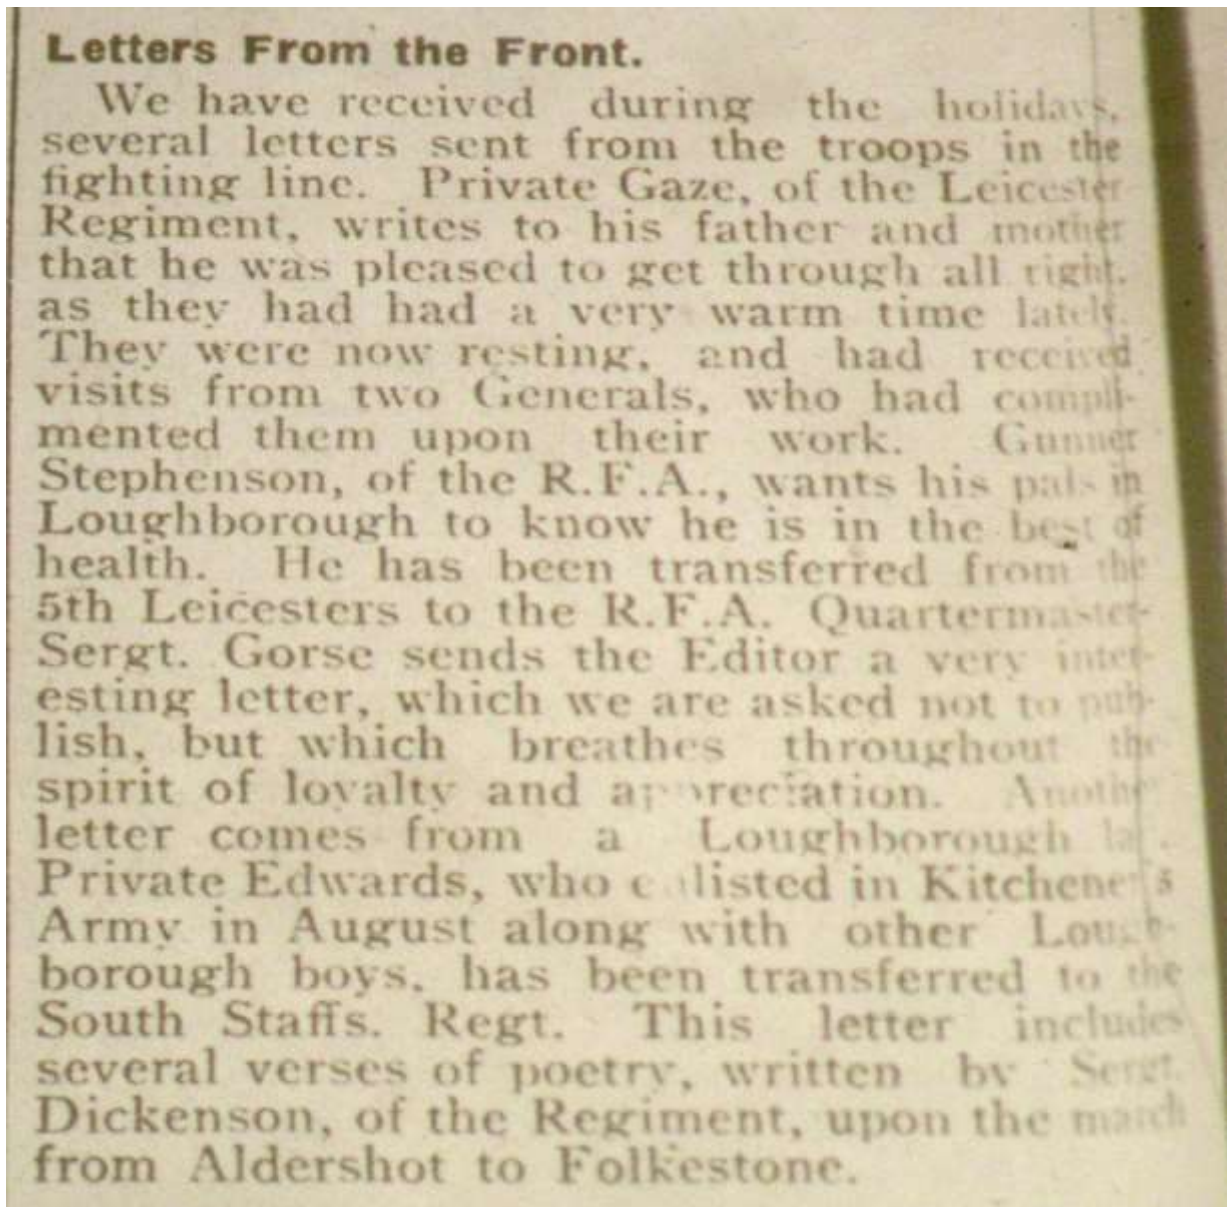 Letters From the Front.
We have received during the holidays,
several letters sent from the troops in the
fighting line. Private Gaze, of the Leicester
Regiment, writes to his father and mother
that he was pleased to get through all right,
as they had had a very warm time lately.
They were now resting, and had received
visits from two Generals, who had compli-
mented them upon their work. Gunner
Stephenson, of the R.F.A., wants his pals in
Loughborough to know he is in the best of
health. He has been transferred from the
5th Leicesters to the R.F.A. Quartermaster-
Sergt. Gorse sends the Editor a very inter-
esting letter, which we are asked not to pub-
lish, but which breathes throughout the
spirit of loyalty and appreciation. Another
letter comes from a Loughborough
Private Edwards, who enlisted in Kitchener's
Army in August along with other Lough-
borough boys, has been transferred to the
South Staffs. Regt. This letter includes
several verses of poetry, written by Sergt.
Dickenson, of the Regiment, upon the march
from Aldershot to Folkestone.